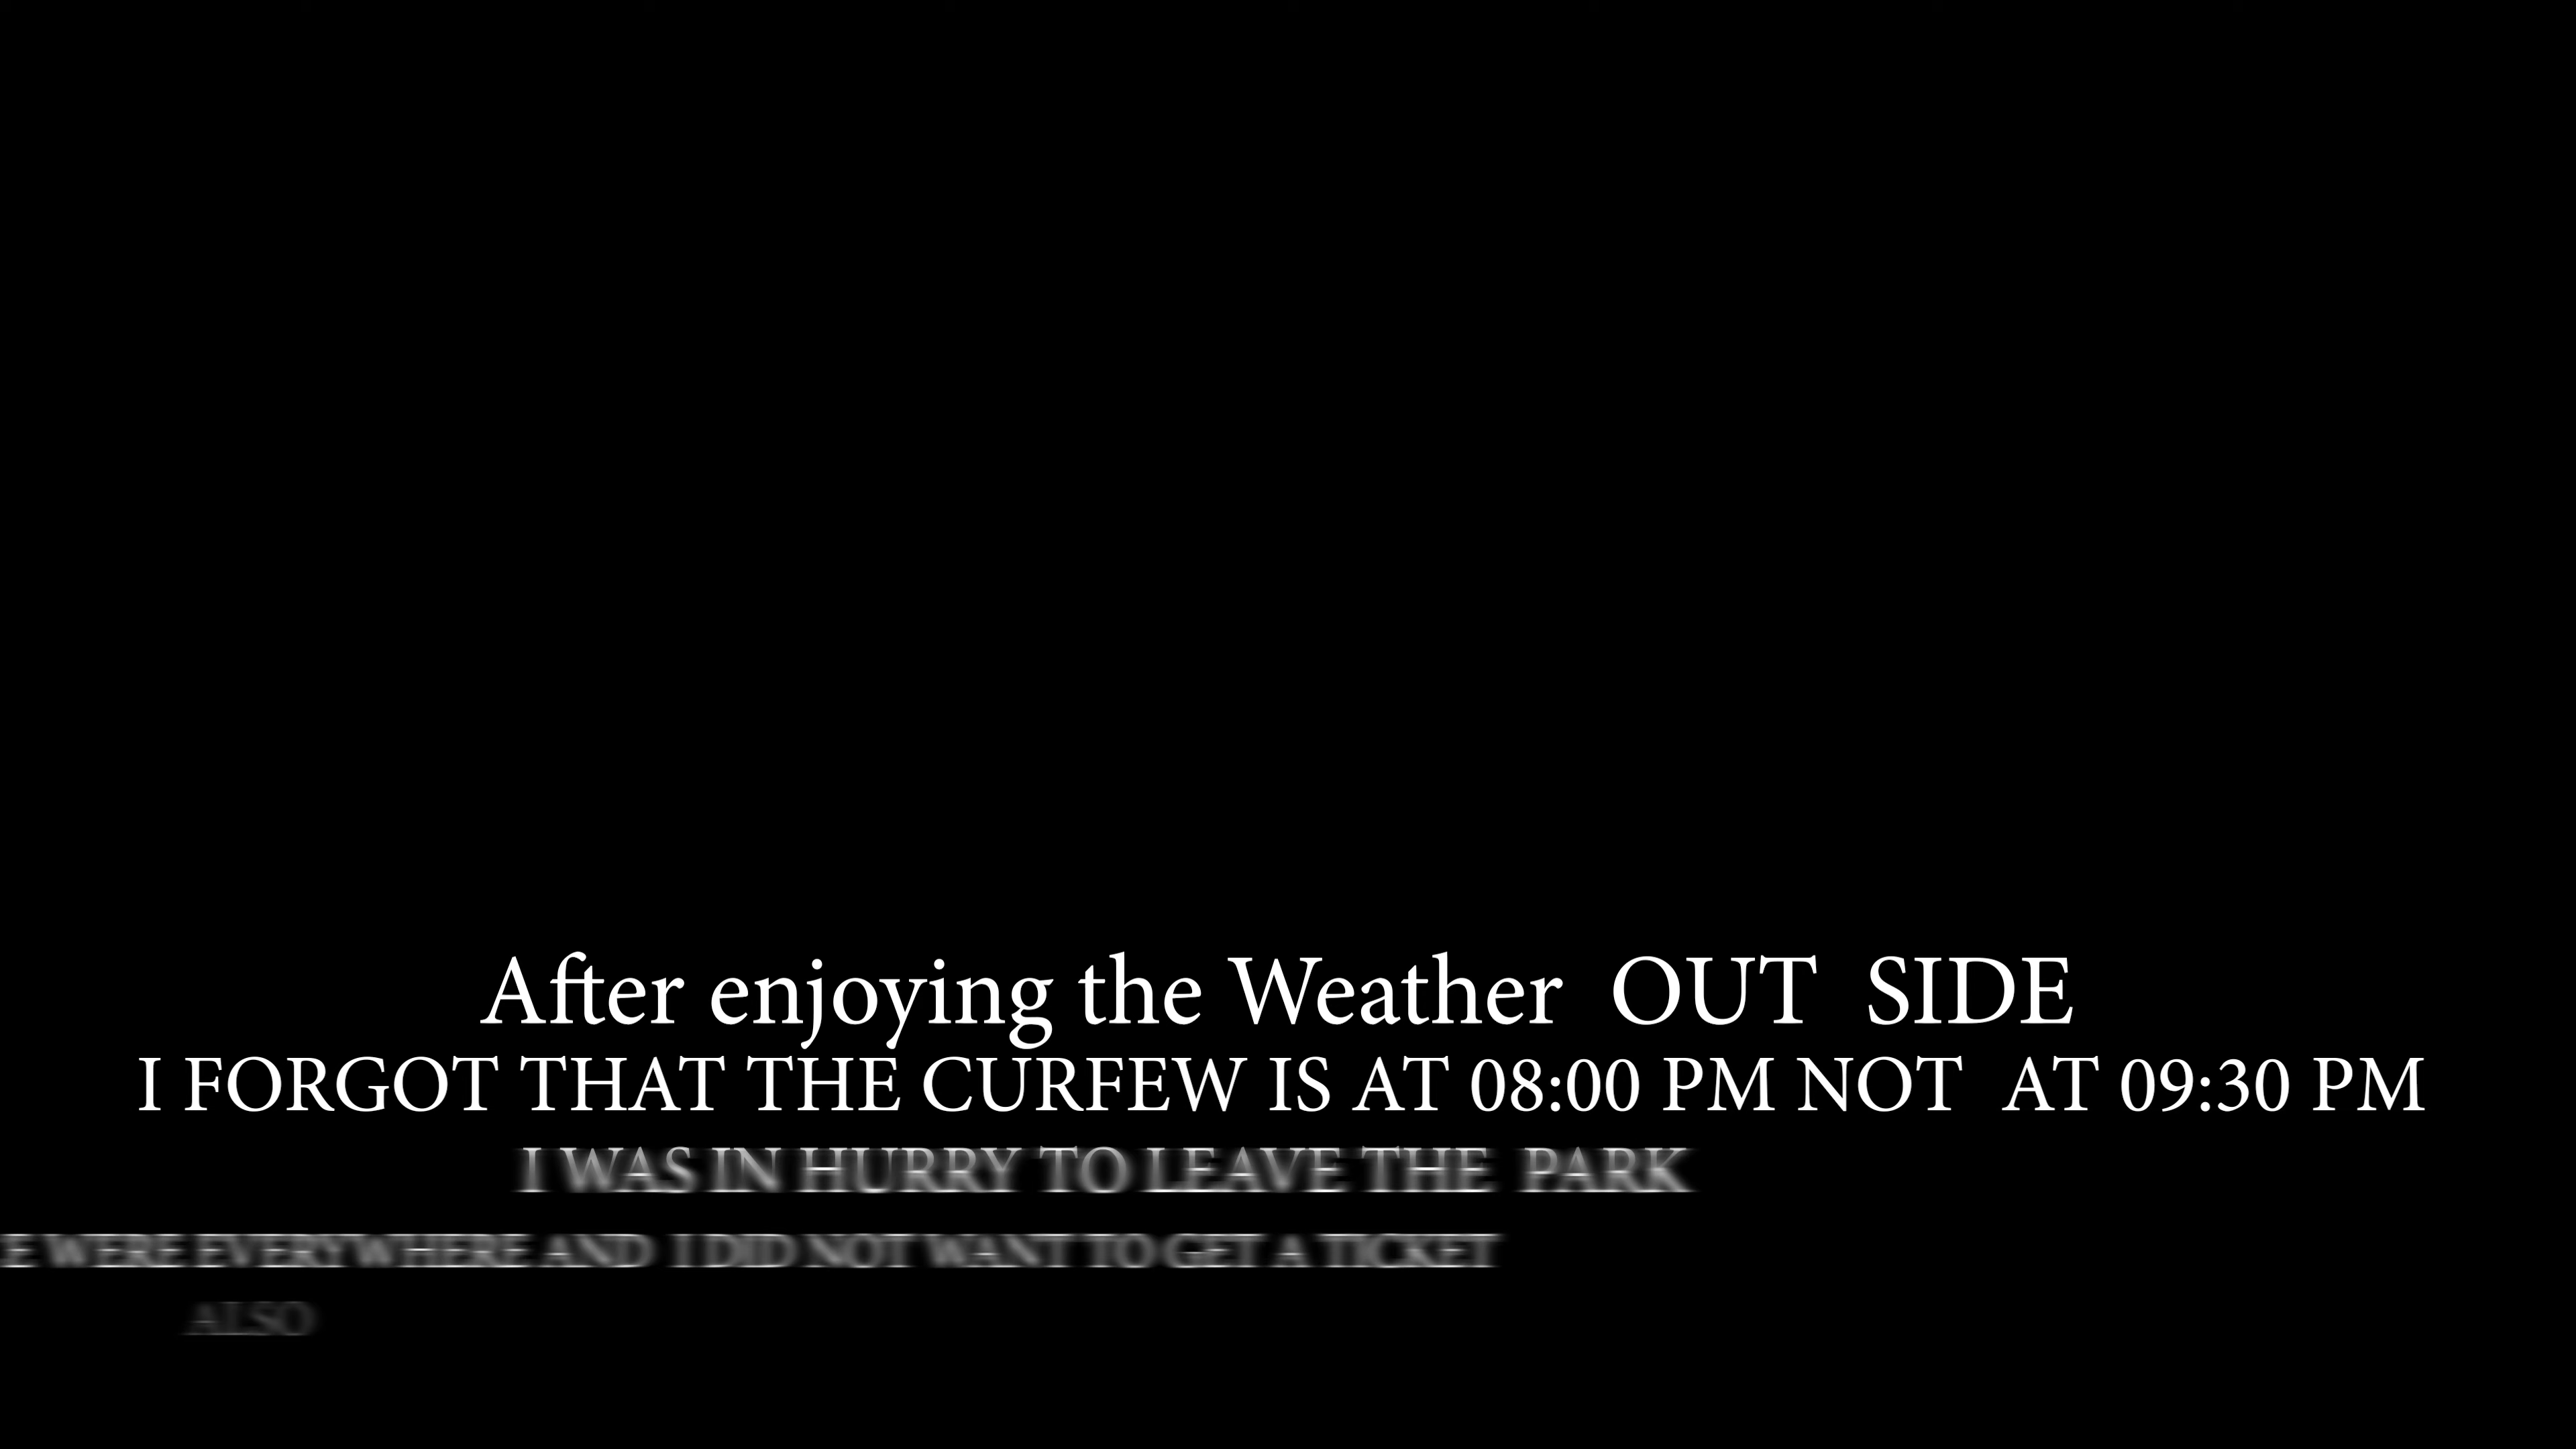 After enjoying the Weather OUT SIDE
I FORGOT THAT THE CURFEW IS AT 08:00 PM NOT AT 09:30 PM
I WAS IN HURRY TO LEAVE THE PARK
E WERE EVERYWHERE AND I DID NOT WANT TO GET A TICKET
ALSO